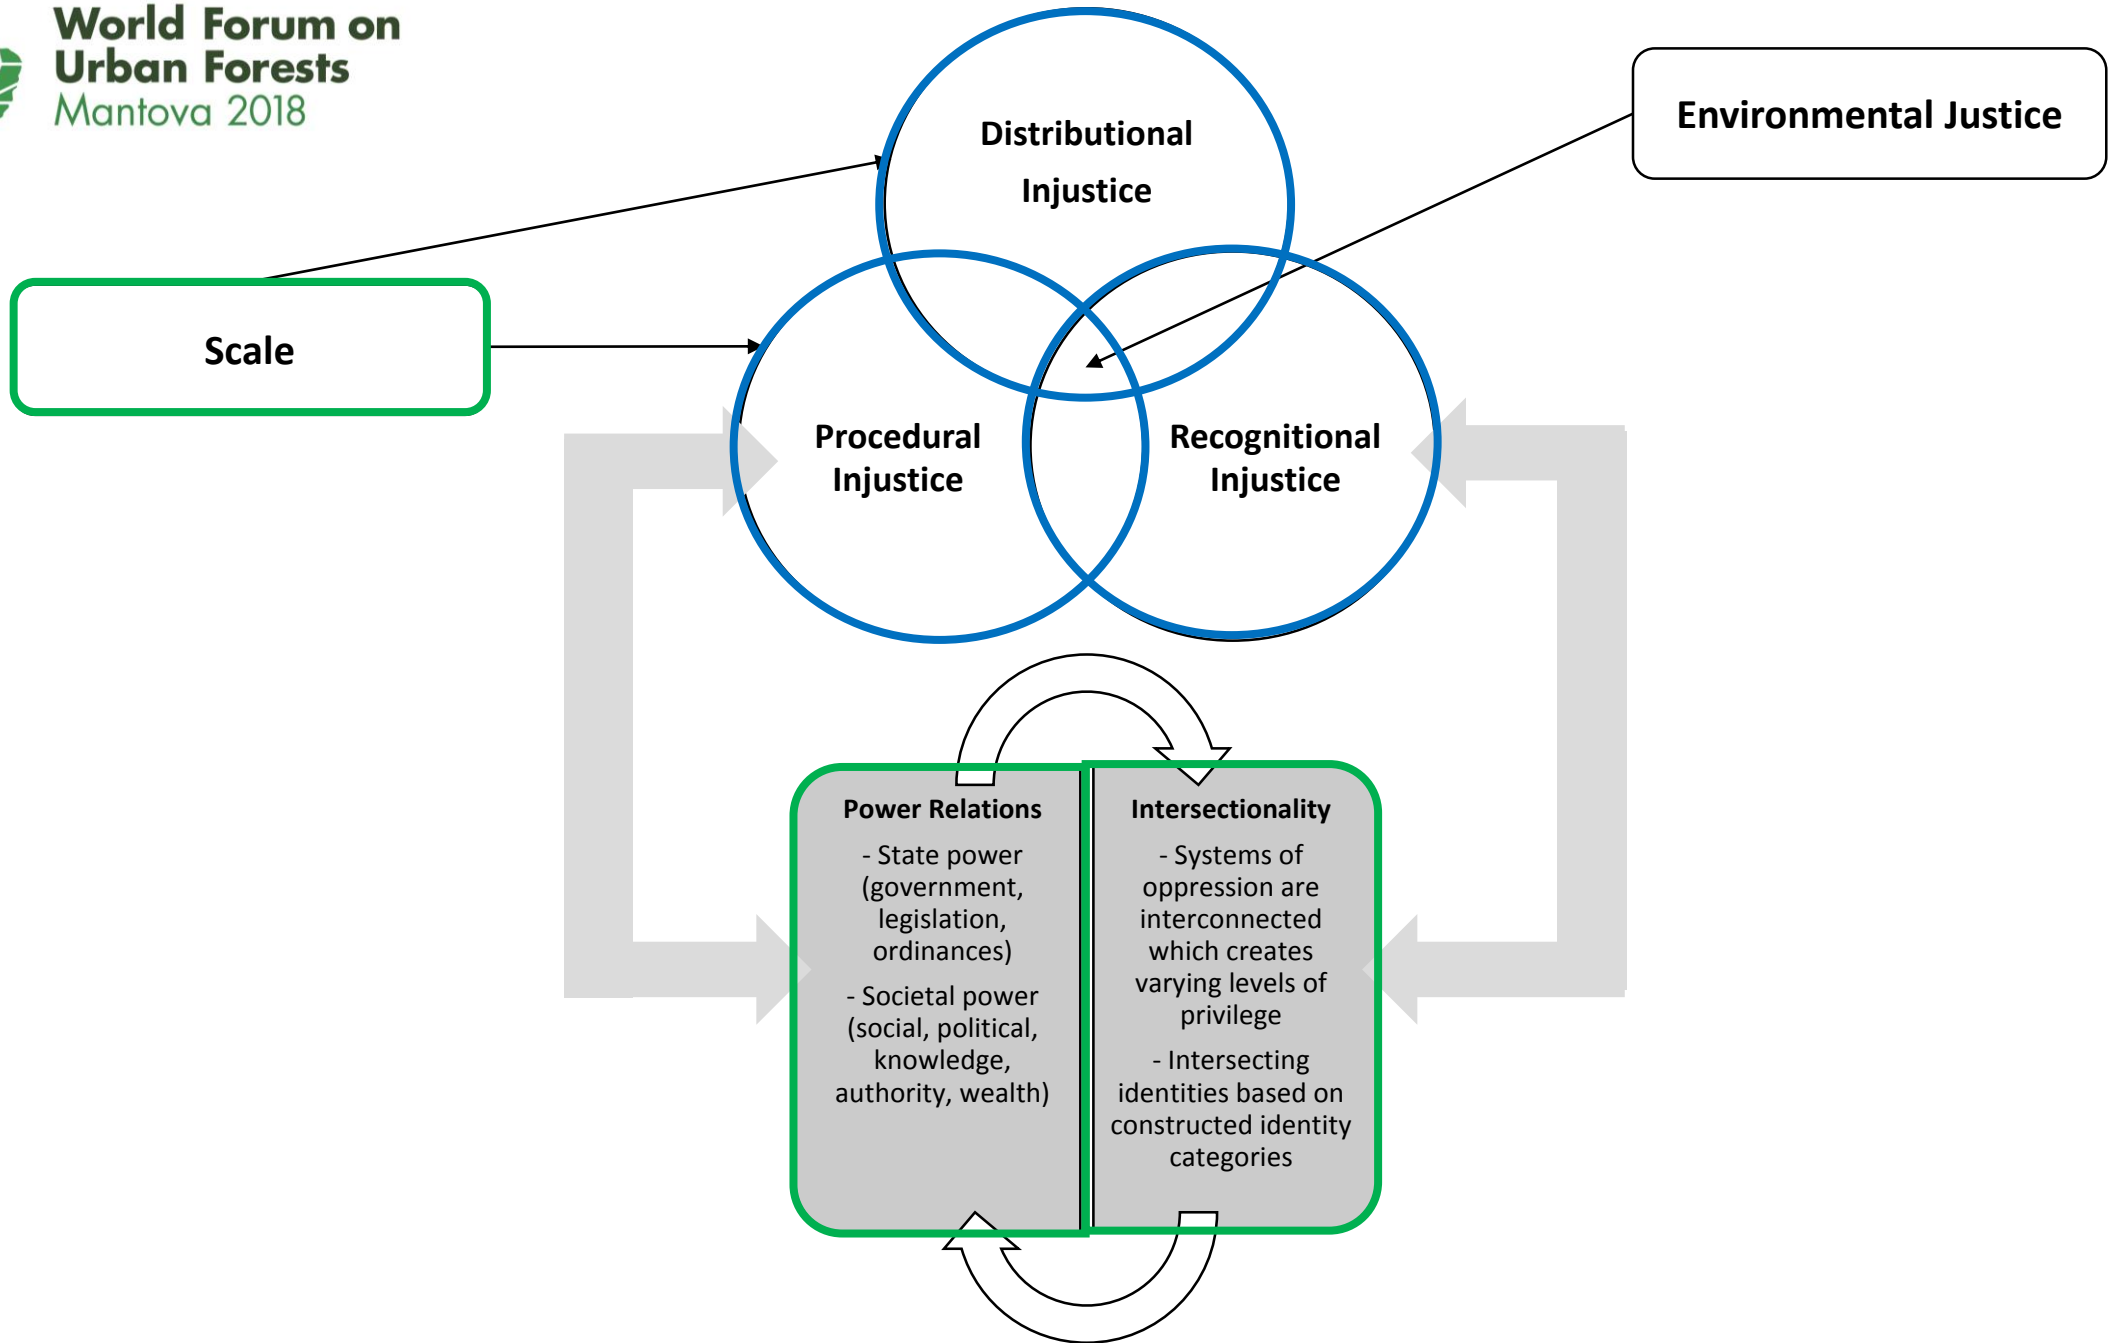 World Forum on
Urban Forests
Mantova 2018
Distributional
Injustice
Environmental Justice
Scale
Procedural
Injustice
Recognitional
Injustice
Power Relations
- State power
(government,
legislation,
ordinances)
- Societal power
(social, political,
knowledge,
authority, wealth)
Intersectionality
- Systems of
oppression are
interconnected
which creates
varying levels of
privilege
- Intersecting
identities based on
constructed identity
categories